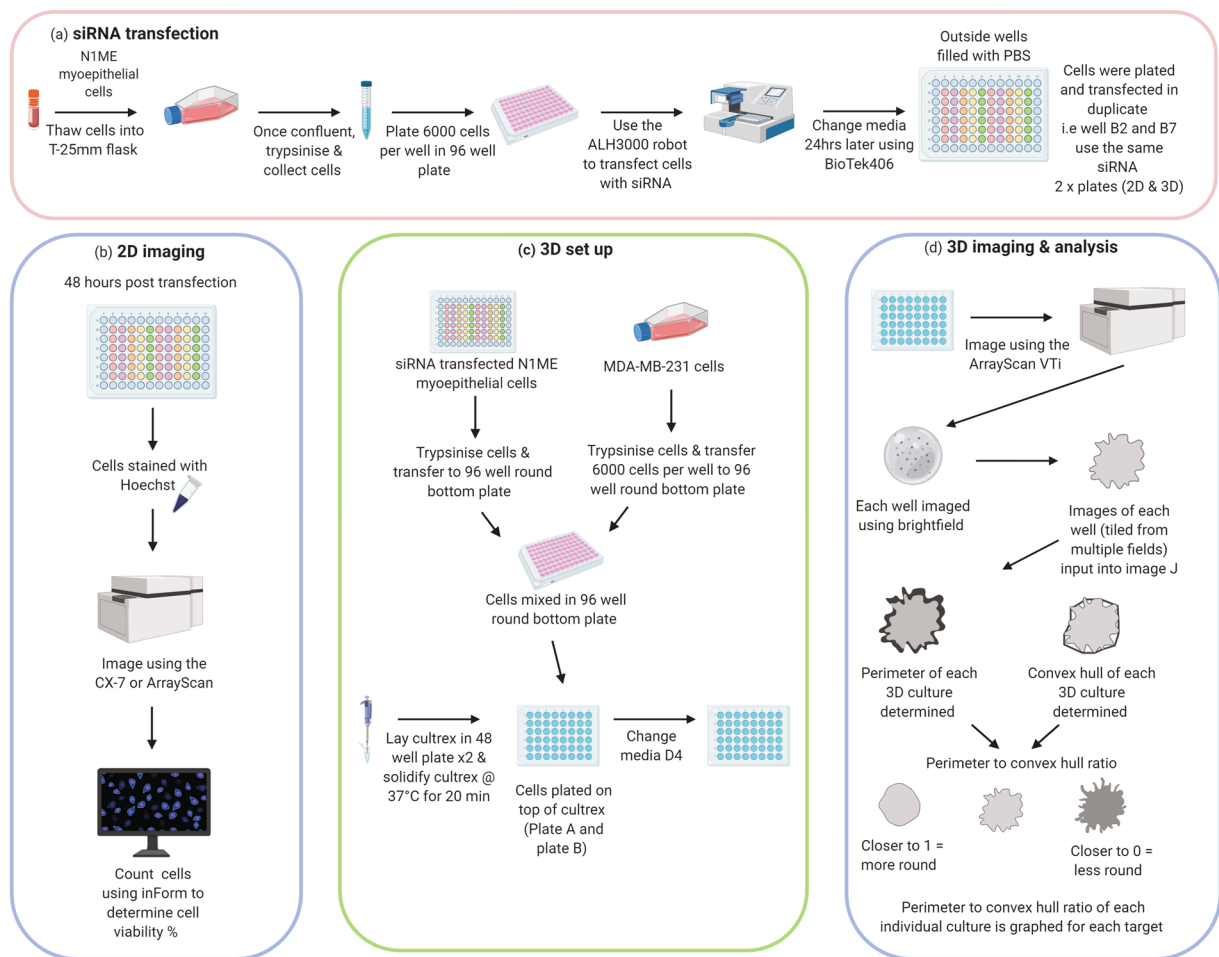 (a) siRNA transfection
N1ME
myoepithelial
cells
Thaw cells into
T-25mm flask
Once confluent,
trypsinise &
collect cells
Plate 6000 cells
per well in 96 well
plate
Use the
ALH3000 robot
to transfect cells
with siRNA
Change media
24hrs later using
BioTek406
Outside wells
filled with PBS
Cells were plated
and transfected in
duplicate
i.e well B2 and B7
use the same
siRNA
2 x plates (2D & 3D)
(b) 2D imaging
48 hours post transfection
Cells stained with
Hoechst
Image using the
CX-7 or ArrayScan
Count cells
using inForm to
determine cell
viability %
(c) 3D set up
siRNA transfected N1ME
myoepithelial cells
MDA-MB-231 cells
Trypsinise cells &
transfer to 96 well round
bottom plate
Trypsinise cells & transfer
6000 cells per well to 96
well round bottom plate
Cells mixed in 96 well
round bottom plate
Lay cultrex in 48
well plate x2 &
solidify cultrex @
37°C for 20 min
Cells plated on
top of cultrex
(Plate A and
plate B)
Change
media D4
(d) 3D imaging & analysis
Image using the
ArrayScan VTi
Each well imaged
using brightfield
Images of each
well (tiled from
multiple fields)
input into image J
Perimeter of each
3D culture
determined
Convex hull of each
3D culture
determined
Perimeter to convex hull ratio
Closer to 1 =
more round
Closer to 0 =
less round
Perimeter to convex hull ratio of each
individual culture is graphed for each target